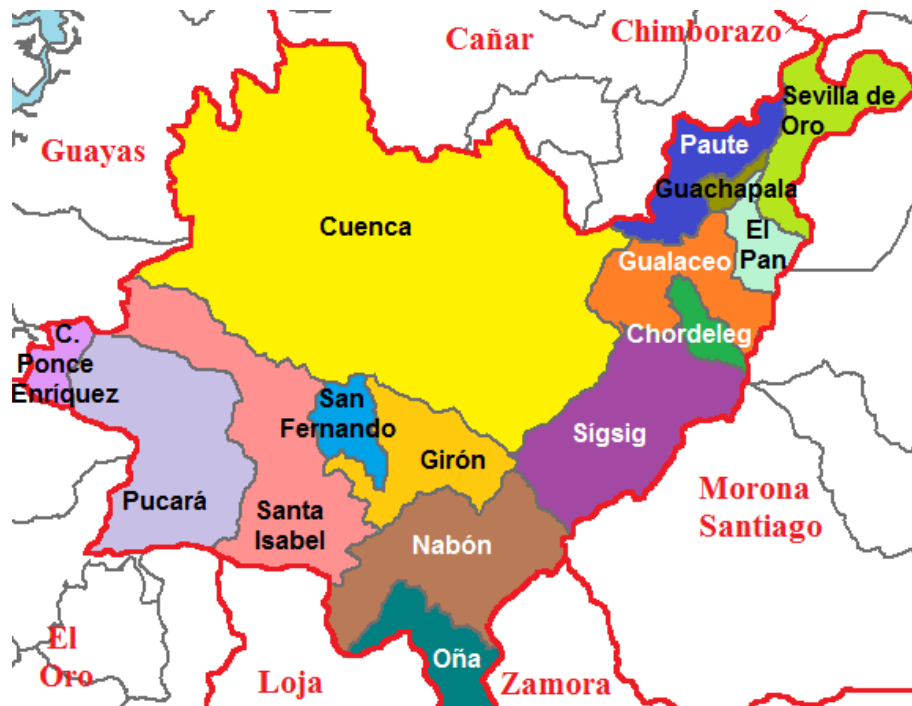 Cañar
Chimborazo
Guayas
Sevilla de
Oro
Paute
Guachapala
Cuenca
El
Pan
Gualaceo
Chordeleg
C.
Ponce
Enríquez
San
Fernando
Sígsig
Girón
Pucará
Santa
Isabel
Nabón
Morona
Santiago
El
Oro
Loja
Oña
Zamora